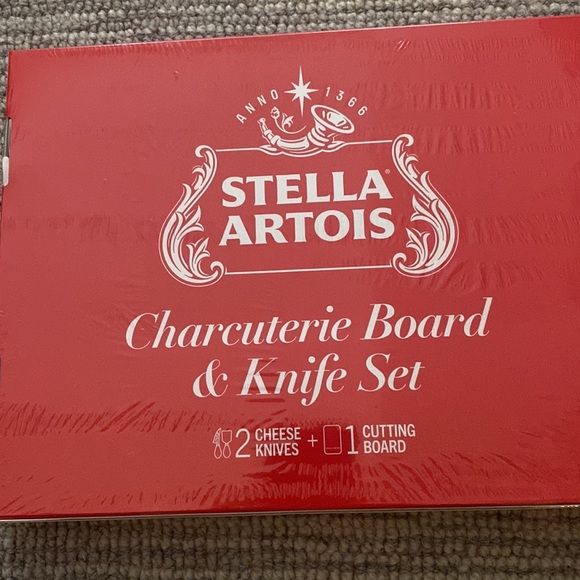 ANNO 1366
STELLA
ARTOIS
Charcuterie Board
& Knife Set
2 CHEESE KNIVES + 1 CUTTING BOARD